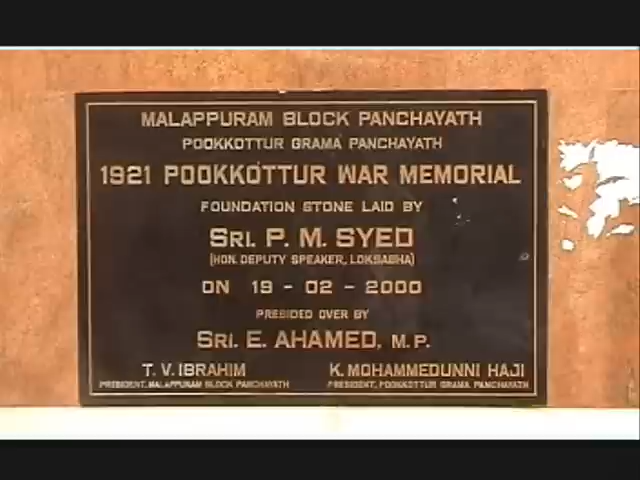 MALAPPURAM BLOCK PANCHAYATH
POOKKOTTUR GRAMA PANCHAYATH
1921 POOKKOTTUR WAR MEMORIAL
FOUNDATION STONE LAID BY
SRI. P. M. SYED
(HON. DEPUTY SPEAKER, LOKSABHA)
ON 19 - 02 - 2000
PRESIDED OVER BY
SRI. E. AHAMED, M.P.
T. V. IBRAHIM
PRESIDENT, MALAPPURAM BLOCK PANCHAYATH
K. MOHAMMEDUNNI HAJI
PRESIDENT, POOKKOTTUR GRAMA PANCHAYATH